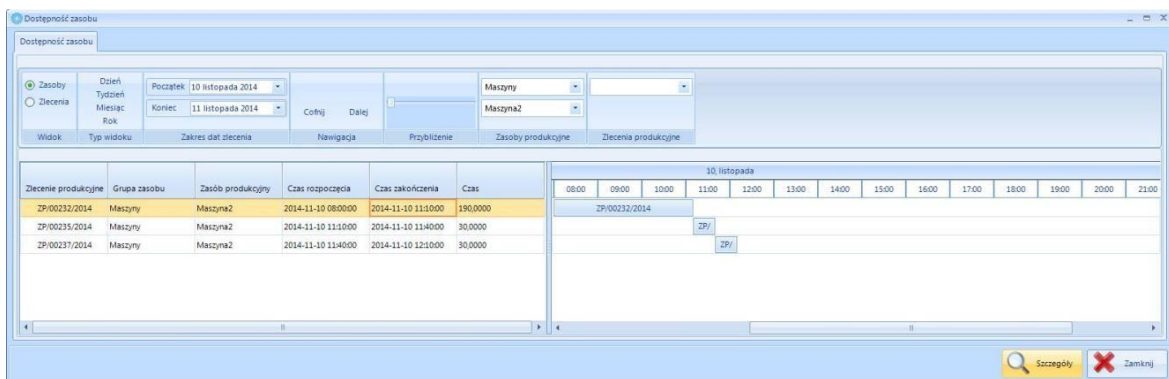 Dostępność zasobu
Dostępność zasobu
Zasoby
Zlecenia
Widok
Dzień
Tydzień
Miesiąc
Rok
Typ widoku
Początek 10 listopada 2014
Koniec 11 listopada 2014
Zakres dat zlecenia
Cofnij Dalej
Nawigacja
Przybliżenie
Maszyny
Maszyna2
Zasoby produkcyjne
Zlecenia produkcyjne
Zlecenie produkcyjne Grupa zasobu Zasób produkcyjny Czas rozpoczęcia Czas zakończenia Czas
ZP/00232/2014 Maszyny Maszyna2 2014-11-10 08:00:00 2014-11-10 11:10:00 190,0000
ZP/00235/2014 Maszyny Maszyna2 2014-11-10 11:10:00 2014-11-10 11:40:00 30,0000
ZP/00237/2014 Maszyny Maszyna2 2014-11-10 11:40:00 2014-11-10 12:10:00 30,0000
10, listopada
08:00 09:00 10:00 11:00 12:00 13:00 14:00 15:00 16:00 17:00 18:00 19:00 20:00 21:00
ZP/00232/2014
ZP/
ZP/
Szczegóły Zamknij